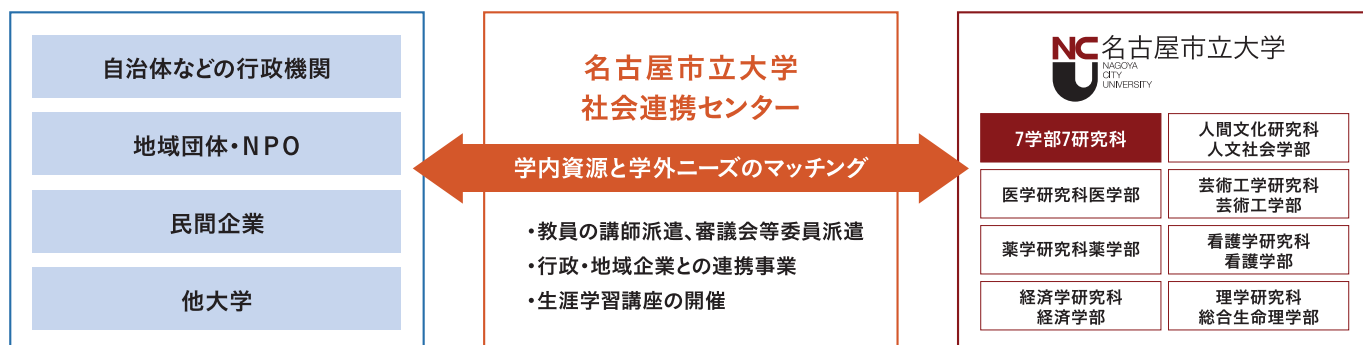 自治体などの行政機関
地域団体・NPO
民間企業
他大学
名古屋市立大学
社会連携センター
学内資源と学外ニーズのマッチング
・教員の講師派遣、審議会等委員派遣
・行政・地域企業との連携事業
・生涯学習講座の開催
NCU
名古屋市立大学
NAGOYA
CITY
UNIVERSITY
7学部7研究科
人間文化研究科
人文社会学部
医学研究科医学部
芸術工学研究科
芸術工学部
薬学研究科薬学部
看護学研究科
看護学部
経済学研究科
経済学部
理学研究科
総合生命理学部